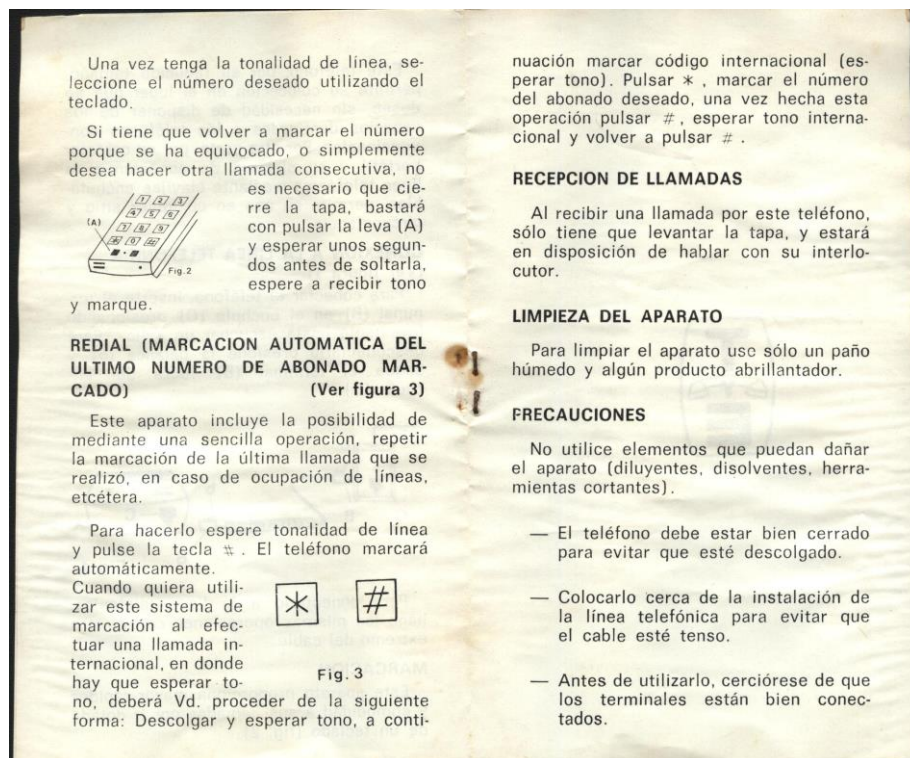 Una vez tenga la tonalidad de línea, se-
leccione el número deseado utilizando el
teclado.
Si tiene que volver a marcar el número
porque se ha equivocado, o simplemente
desea hacer otra llamada consecutiva, no
es necesario que cie-
rre la tapa, bastará
con pulsar la leva (A)
y esperar unos segun-
dos antes de soltarla,
espere a recibir tono
y marque.
(A)
1 2 3
4 5 6
7 8 9
* 0 #
Fig. 2
REDIAL (MARCACION AUTOMATICA DEL
ULTIMO NUMERO DE ABONADO MAR-
CADO) (Ver figura 3)
Este aparato incluye la posibilidad de
mediante una sencilla operación, repetir
la marcación de la última llamada que se
realizó, en caso de ocupación de líneas,
etcétera.
Para hacerlo espere tonalidad de línea
y pulse la tecla #. El teléfono marcará
automáticamente.
Cuando quiera utili-
zar este sistema de
marcación al efec-
tuar una llamada in-
ternacional, en donde
hay que esperar to-
no, deberá Vd. proceder de la siguiente
forma: Descolgar y esperar tono, a conti-
* #
Fig. 3
nuación marcar código internacional (es-
perar tono). Pulsar *, marcar el número
del abonado deseado, una vez hecha esta
operación pulsar #, esperar tono interna-
cional y volver a pulsar #.
RECEPCION DE LLAMADAS
Al recibir una llamada por este teléfono,
sólo tiene que levantar la tapa, y estará
en disposición de hablar con su interlo-
cutor.
LIMPIEZA DEL APARATO
Para limpiar el aparato use sólo un paño
húmedo y algún producto abrillantador.
PRECAUCIONES
No utilice elementos que puedan dañar
el aparato (diluyentes, disolventes, herra-
mientas cortantes).
— El teléfono debe estar bien cerrado
para evitar que esté descolgado.
— Colocarlo cerca de la instalación de
la línea telefónica para evitar que
el cable esté tenso.
— Antes de utilizarlo, cerciórese de que
los terminales están bien conec-
tados.